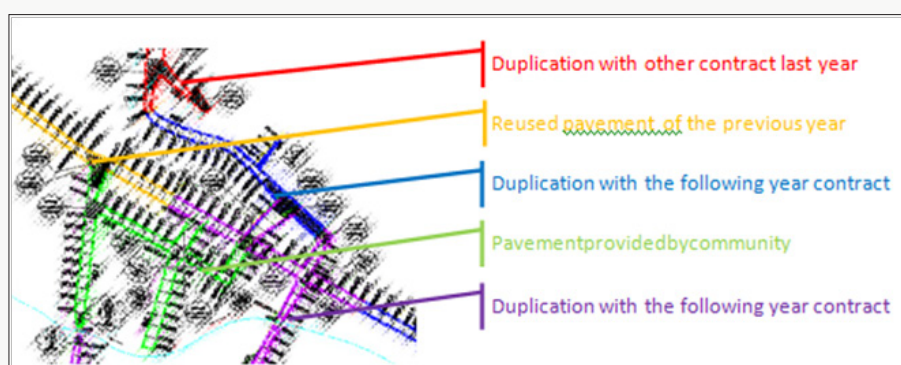 Duplication with other contract last year
Reused pavement of the previous year
Duplication with the following year contract
Pavementprovidedbycommunity
Duplication with the following year contract